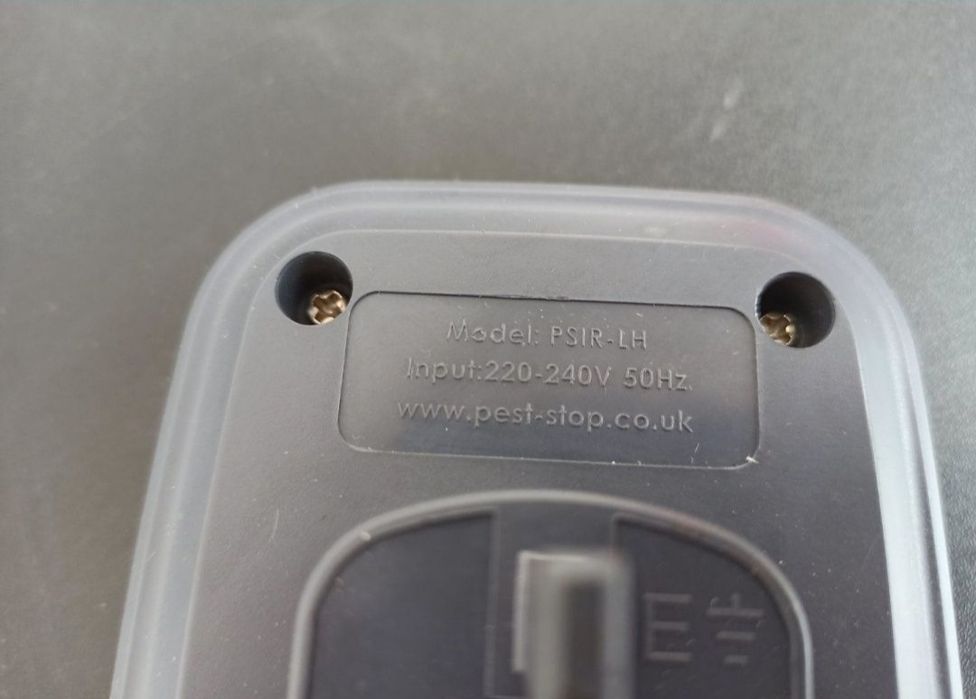 Model: PSIR-LH
Input:220-240V 50Hz.
www.pest-stop.co.uk